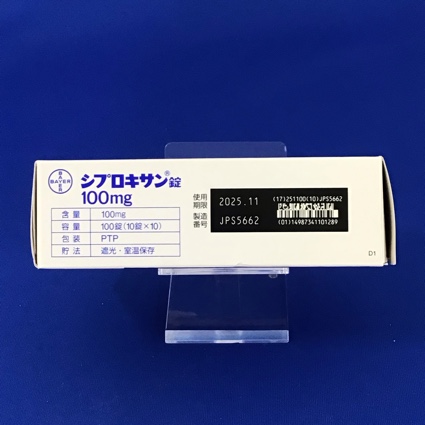 BAYER
BAYER
シプロキサン®錠
100mg
含量 100mg
容量 100錠(10錠×10)
包装 PTP
貯法 遮光・室温保存
使用期限 2025.11
製造番号 JPS5662
(17)251100(10)JPS5662
(01)14987341101289
D1